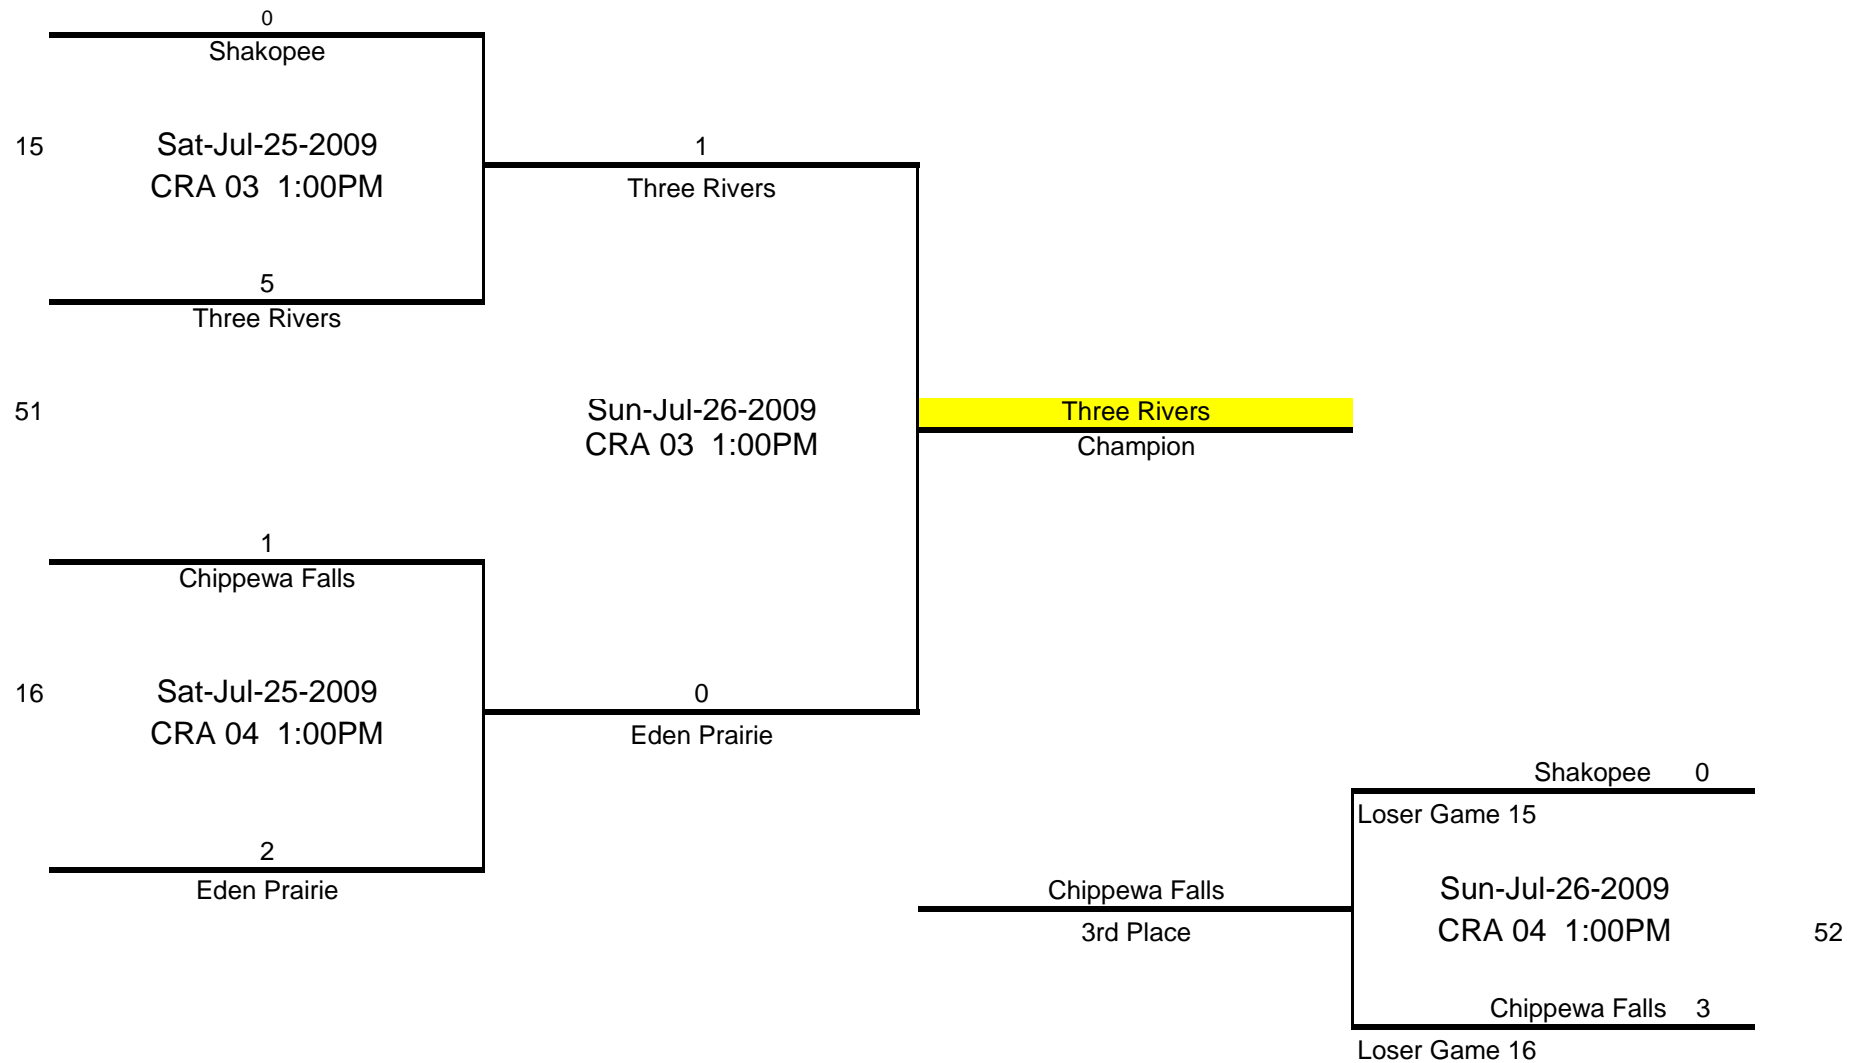 0
Shakopee
15
Sat-Jul-25-2009
CRA 03 1:00PM
1
Three Rivers
5
Three Rivers
51
Sun-Jul-26-2009
CRA 03 1:00PM
Three Rivers
Champion
1
Chippewa Falls
16
Sat-Jul-25-2009
CRA 04 1:00PM
0
Eden Prairie
2
Eden Prairie
Shakopee 0
Loser Game 15
Chippewa Falls
3rd Place
Sun-Jul-26-2009
CRA 04 1:00PM
52
Chippewa Falls 3
Loser Game 16